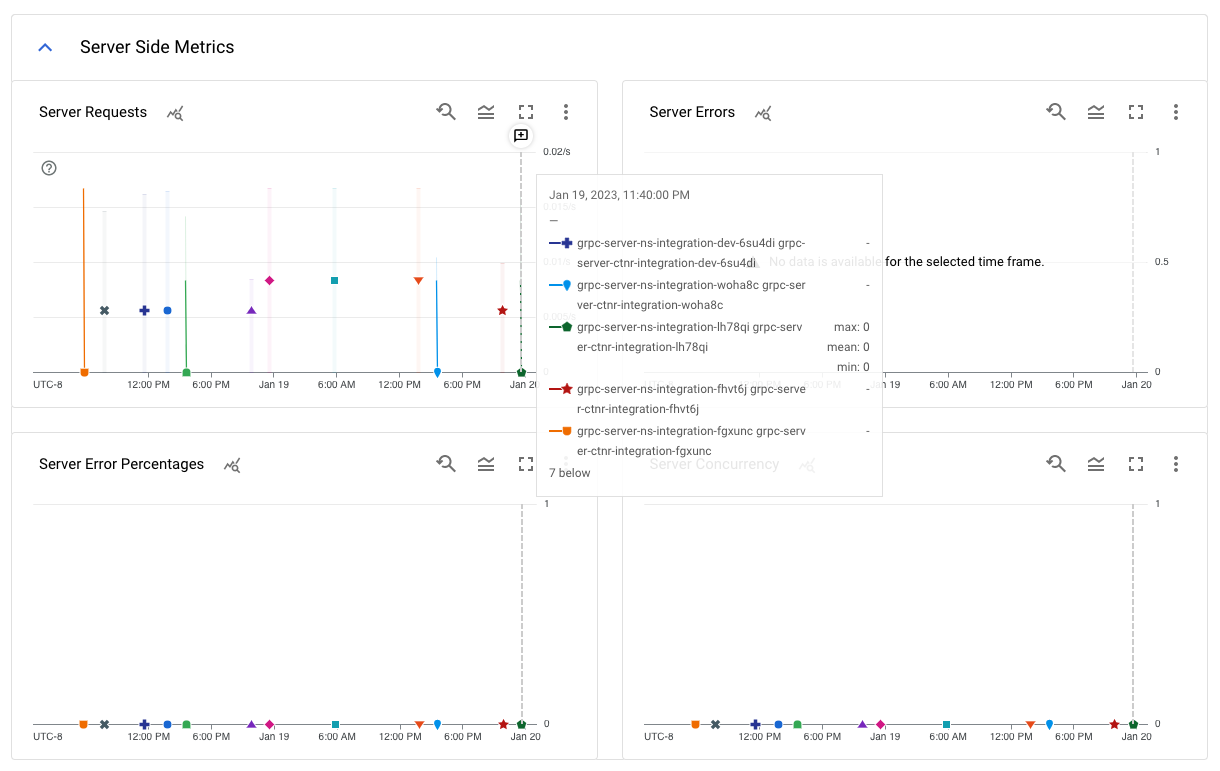 Server Side Metrics
Server Requests
0.02/s
0.015/s
0.01/s
0.005/s
0
UTC-8
12:00 PM
6:00 PM
Jan 19
6:00 AM
12:00 PM
6:00 PM
Jan 20
Server Errors
1
No data is available for the selected time frame.
0.5
0
PM
PM
Jan 19
6:00 AM
12:00 PM
6:00 PM
Jan 20
Jan 19, 2023, 11:40:00 PM
—
grpc-server-ns-integration-dev-6su4di grpc-
server-ctnr-integration-dev-6su4di
-
grpc-server-ns-integration-woha8c grpc-ser
ver-ctnr-integration-woha8c
-
grpc-server-ns-integration-lh78qi grpc-serv
er-ctnr-integration-lh78qi
max: 0
mean: 0
min: 0
grpc-server-ns-integration-fhvt6j grpc-serve
r-ctnr-integration-fhvt6j
-
grpc-server-ns-integration-fgxunc grpc-serv
er-ctnr-integration-fgxunc
-
7 below
Server Error Percentages
1
0
UTC-8
12:00 PM
6:00 PM
Jan 19
6:00 AM
12:00 PM
6:00 PM
Jan 20
Server Concurrency
1
0
UTC-8
12:00 PM
6:00 PM
Jan 19
6:00 AM
12:00 PM
6:00 PM
Jan 20